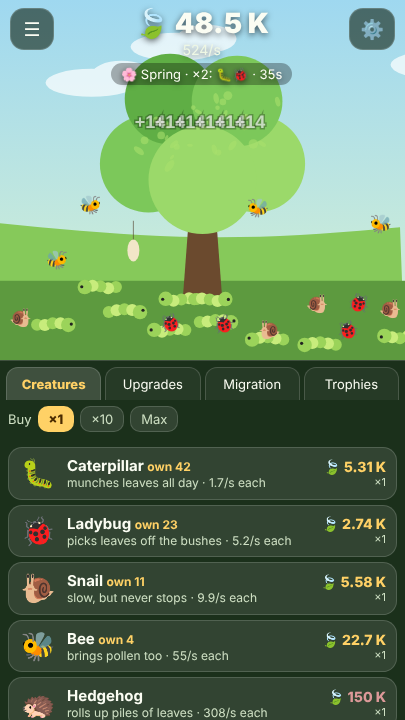 48.5 K
524/s
Spring · ×2: · 35s
Creatures
Upgrades
Migration
Trophies
Buy ×1 ×10 Max
Caterpillar own 42
munches leaves all day · 1.7/s each
5.31 K
×1
Ladybug own 23
picks leaves off the bushes · 5.2/s each
2.74 K
×1
Snail own 11
slow, but never stops · 9.9/s each
5.58 K
×1
Bee own 4
brings pollen too · 55/s each
22.7 K
×1
Hedgehog
rolls up piles of leaves · 308/s each
150 K
×1